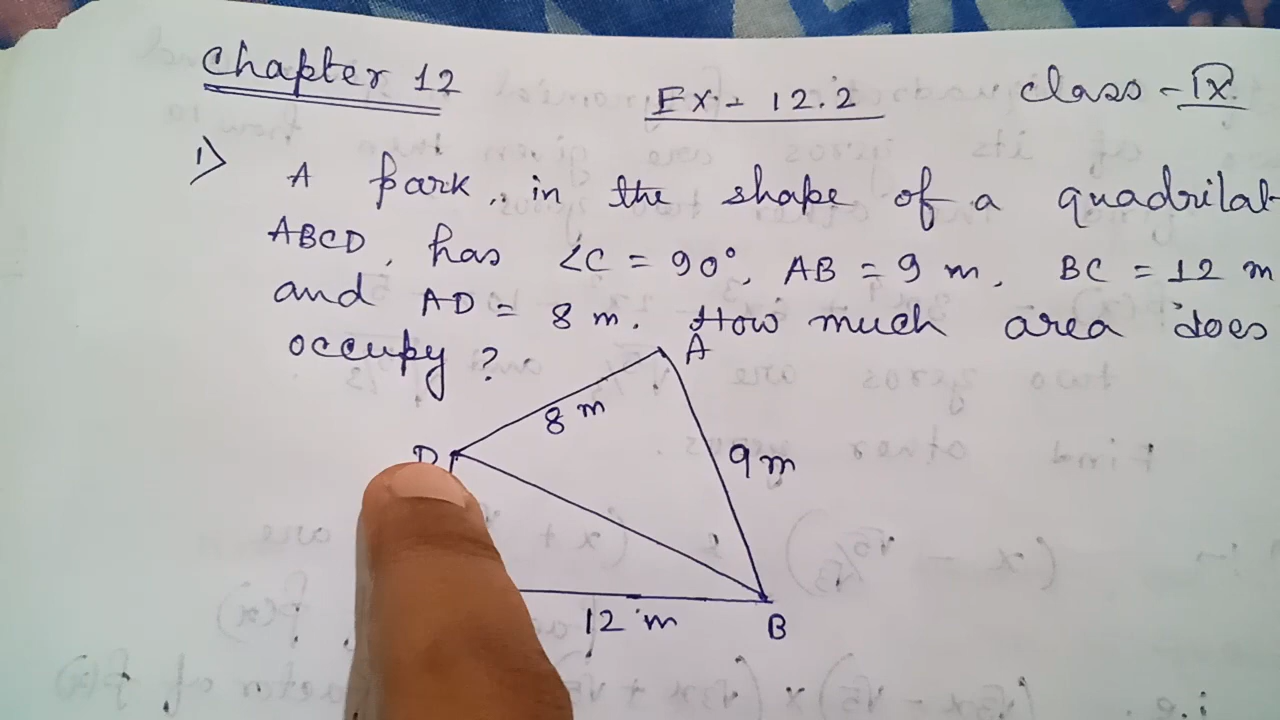 Chapter 12
Ex - 12.2
Class - IX
1) A park, in the shape of a quadrilat
ABCD, has ∠C = 90°, AB = 9 m, BC = 12 m
and AD = 8 m. How much area does
occupy?
A
8 m
D
9 m
12 m
B